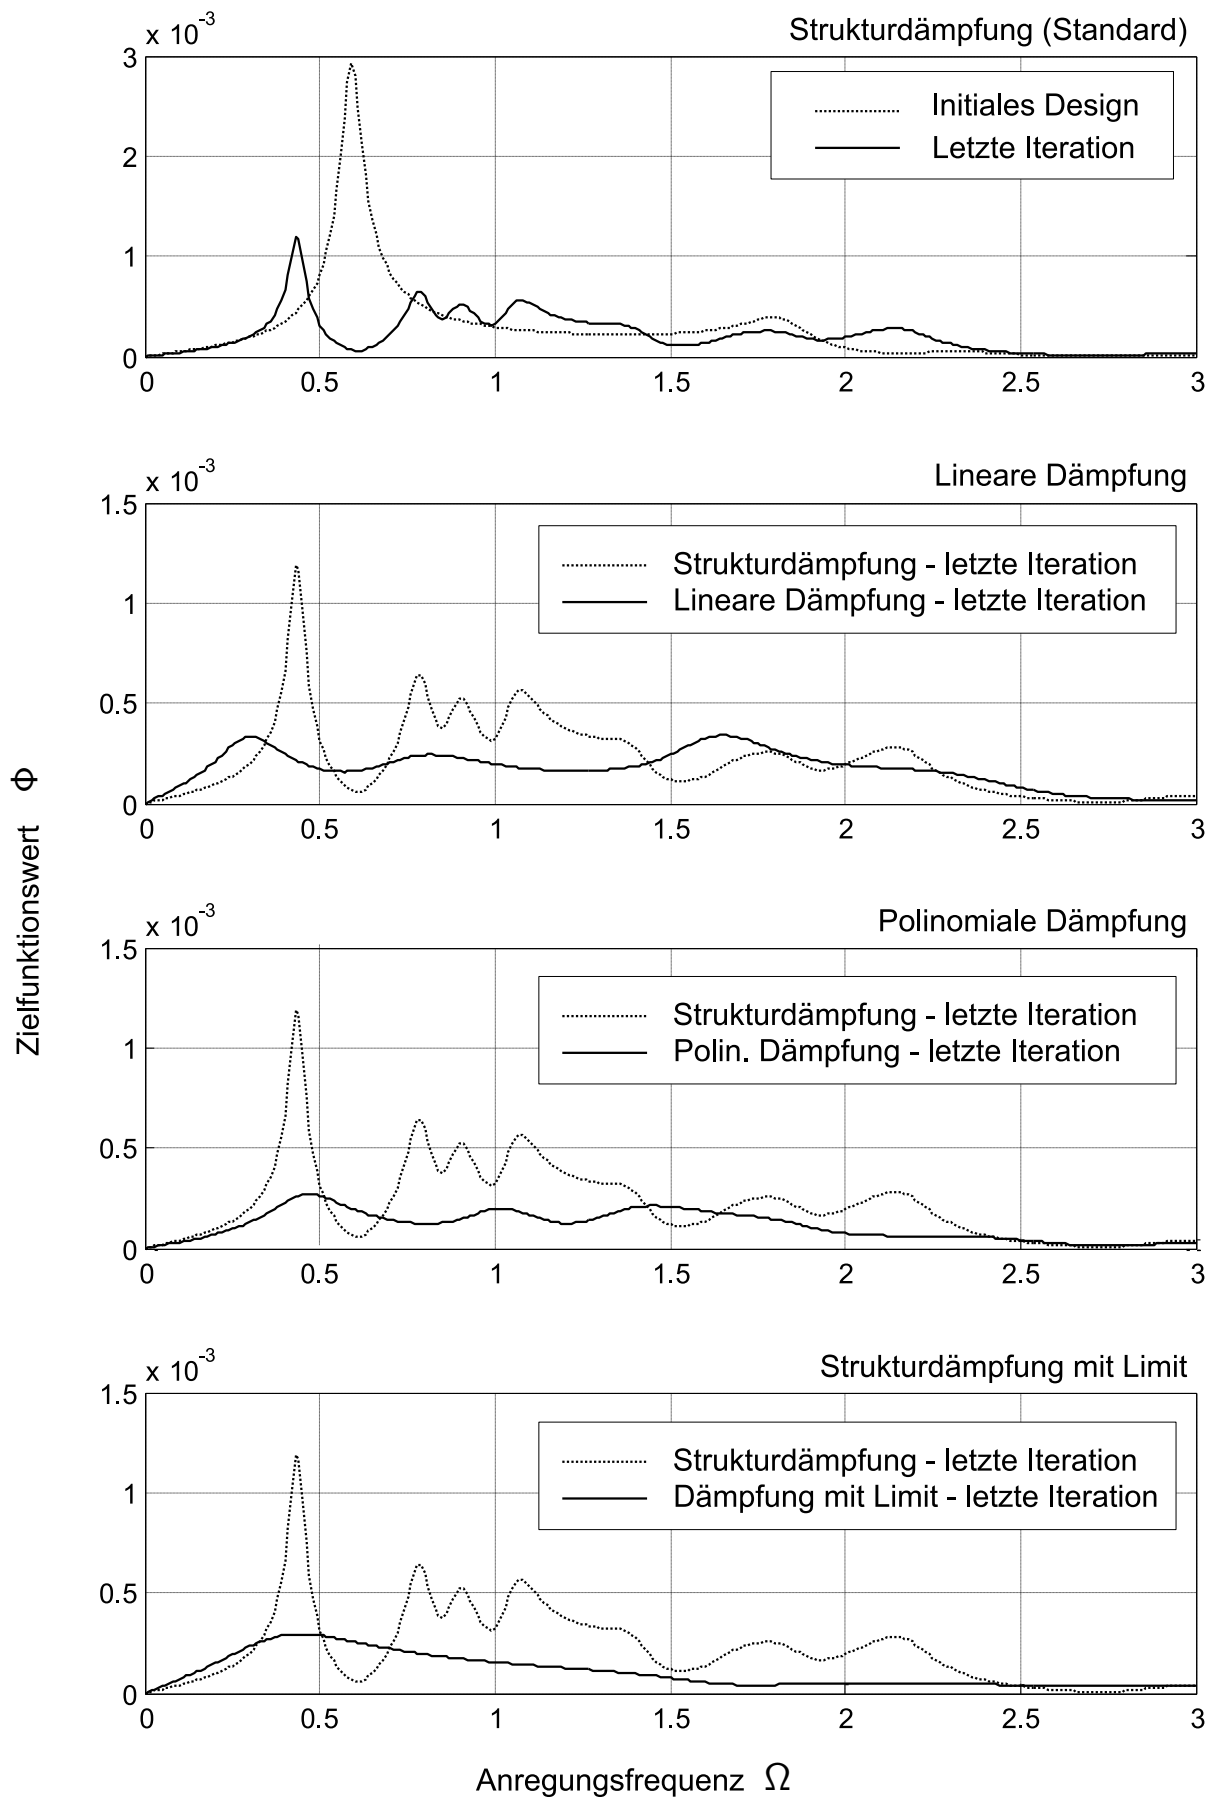 x 10-3
Strukturdämpfung (Standard)
3
2
1
0
Initiales Design
Letzte Iteration
0 0.5 1 1.5 2 2.5 3
x 10-3
Lineare Dämpfung
1.5
1
0.5
0
Strukturdämpfung - letzte Iteration
Lineare Dämpfung - letzte Iteration
0 0.5 1 1.5 2 2.5 3
Zielfunktionswert Φ
x 10-3
Polinomiale Dämpfung
1.5
1
0.5
0
Strukturdämpfung - letzte Iteration
Polin. Dämpfung - letzte Iteration
0 0.5 1 1.5 2 2.5 3
x 10-3
Strukturdämpfung mit Limit
1.5
1
0.5
0
Strukturdämpfung - letzte Iteration
Dämpfung mit Limit - letzte Iteration
0 0.5 1 1.5 2 2.5 3
Anregungsfrequenz Ω